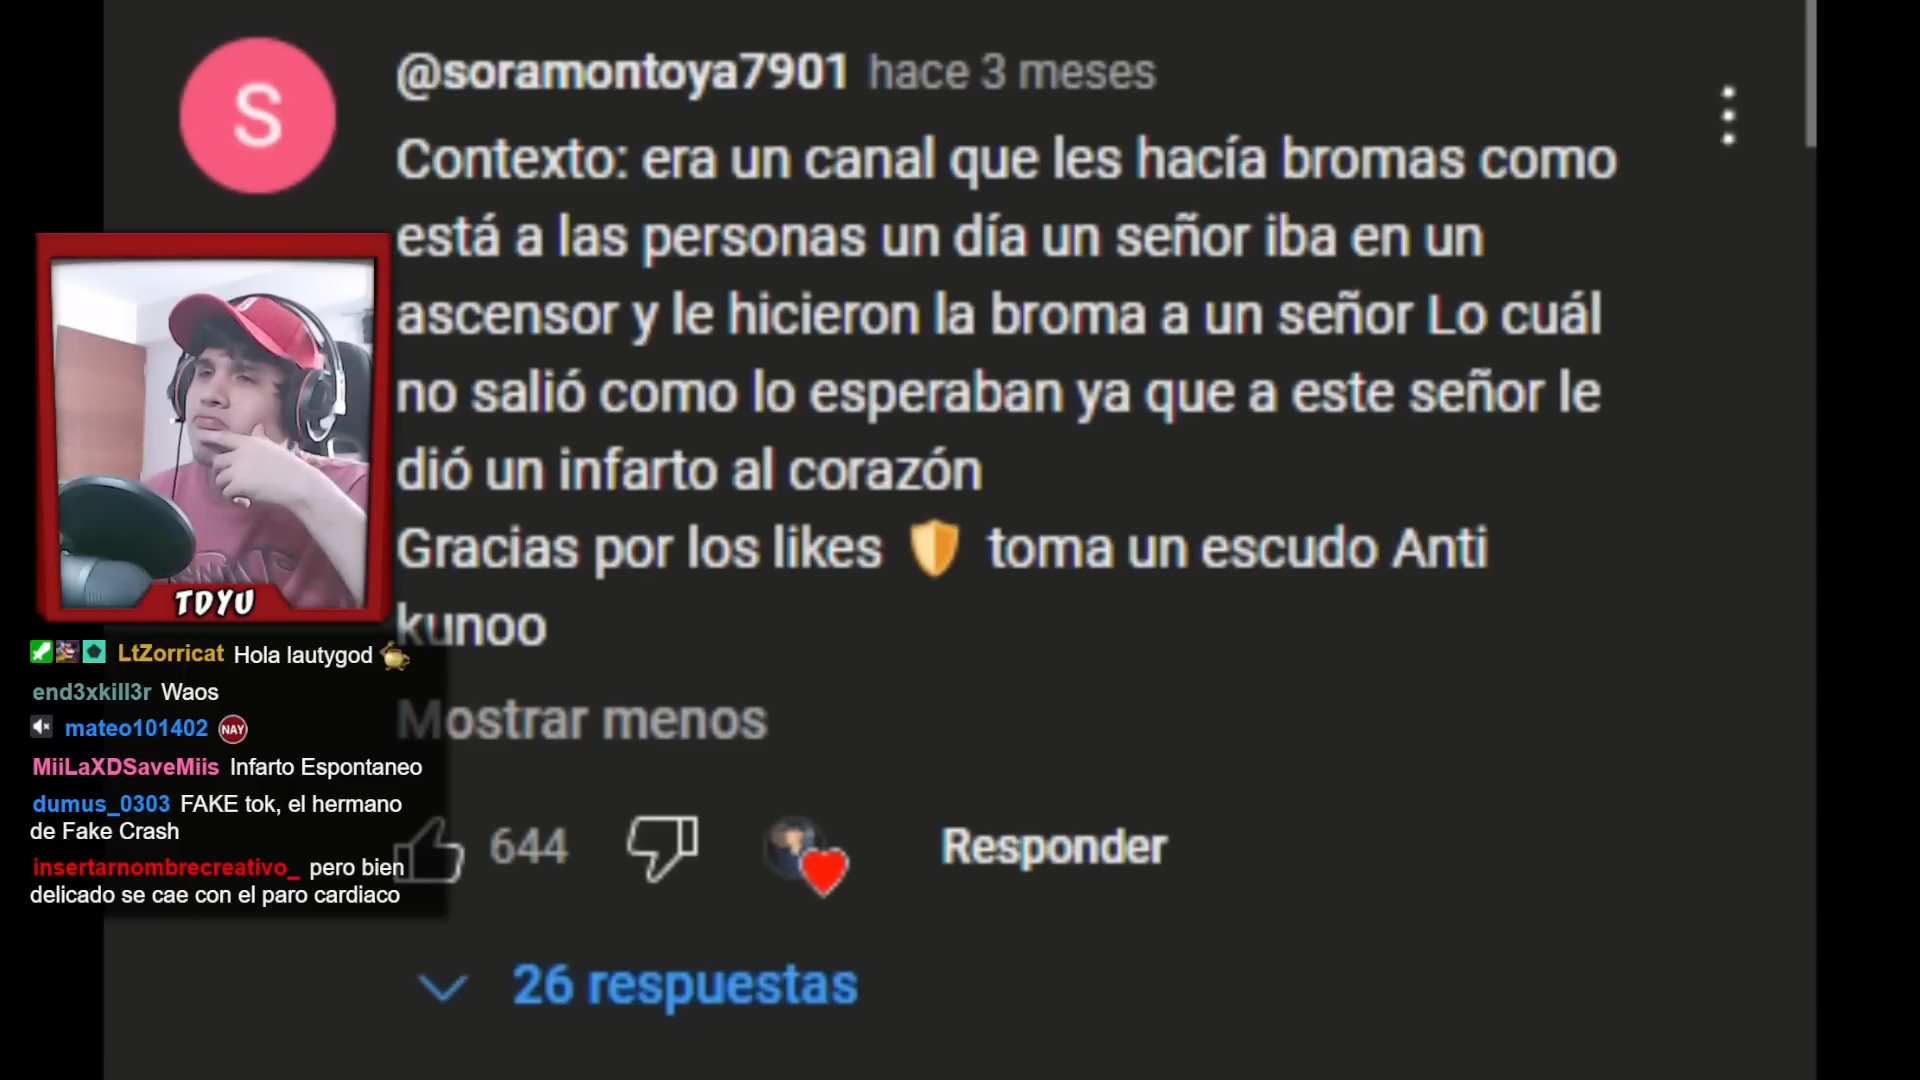 S
@soramontoya7901 hace 3 meses
Contexto: era un canal que les hacía bromas como
está a las personas un día un señor iba en un
ascensor y le hicieron la broma a un señor Lo cuál
no salió como lo esperaban ya que a este señor le
dió un infarto al corazón
Gracias por los likes 🛡️ toma un escudo Anti
kunoo
Mostrar menos
644
Responder
26 respuestas
TDYU
LtZorricat Hola lautygod
end3xkill3r Waos
mateo101402 NAY
MiiLaXDSaveMiis Infarto Espontaneo
dumus_0303 FAKE tok, el hermano
de Fake Crash
insertarnombrecreativo_ pero bien
delicado se cae con el paro cardiaco